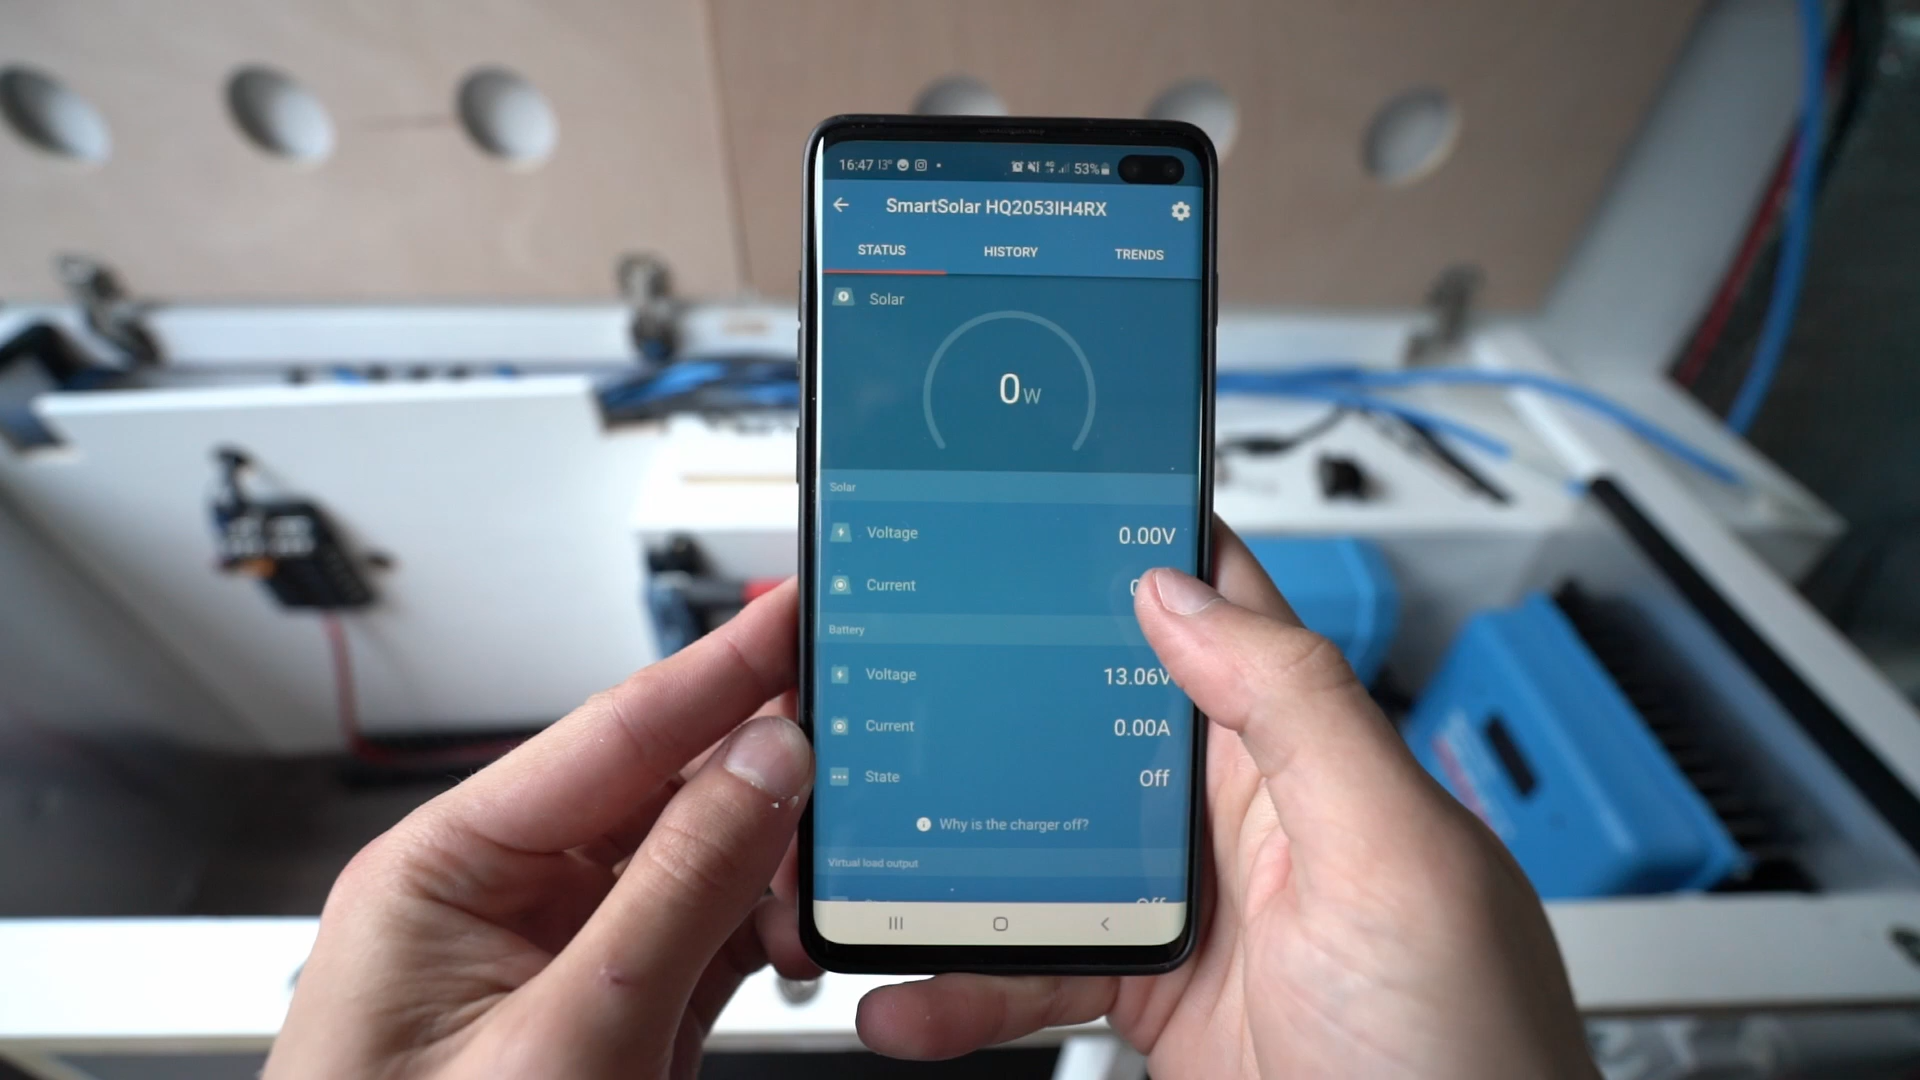 16:47 13° 53%
SmartSolar HQ2053IH4RX
STATUS HISTORY TRENDS
Solar
0W
Solar
Voltage 0.00V
Current
Battery
Voltage 13.06V
Current 0.00A
State Off
Why is the charger off?
Virtual load output
Off